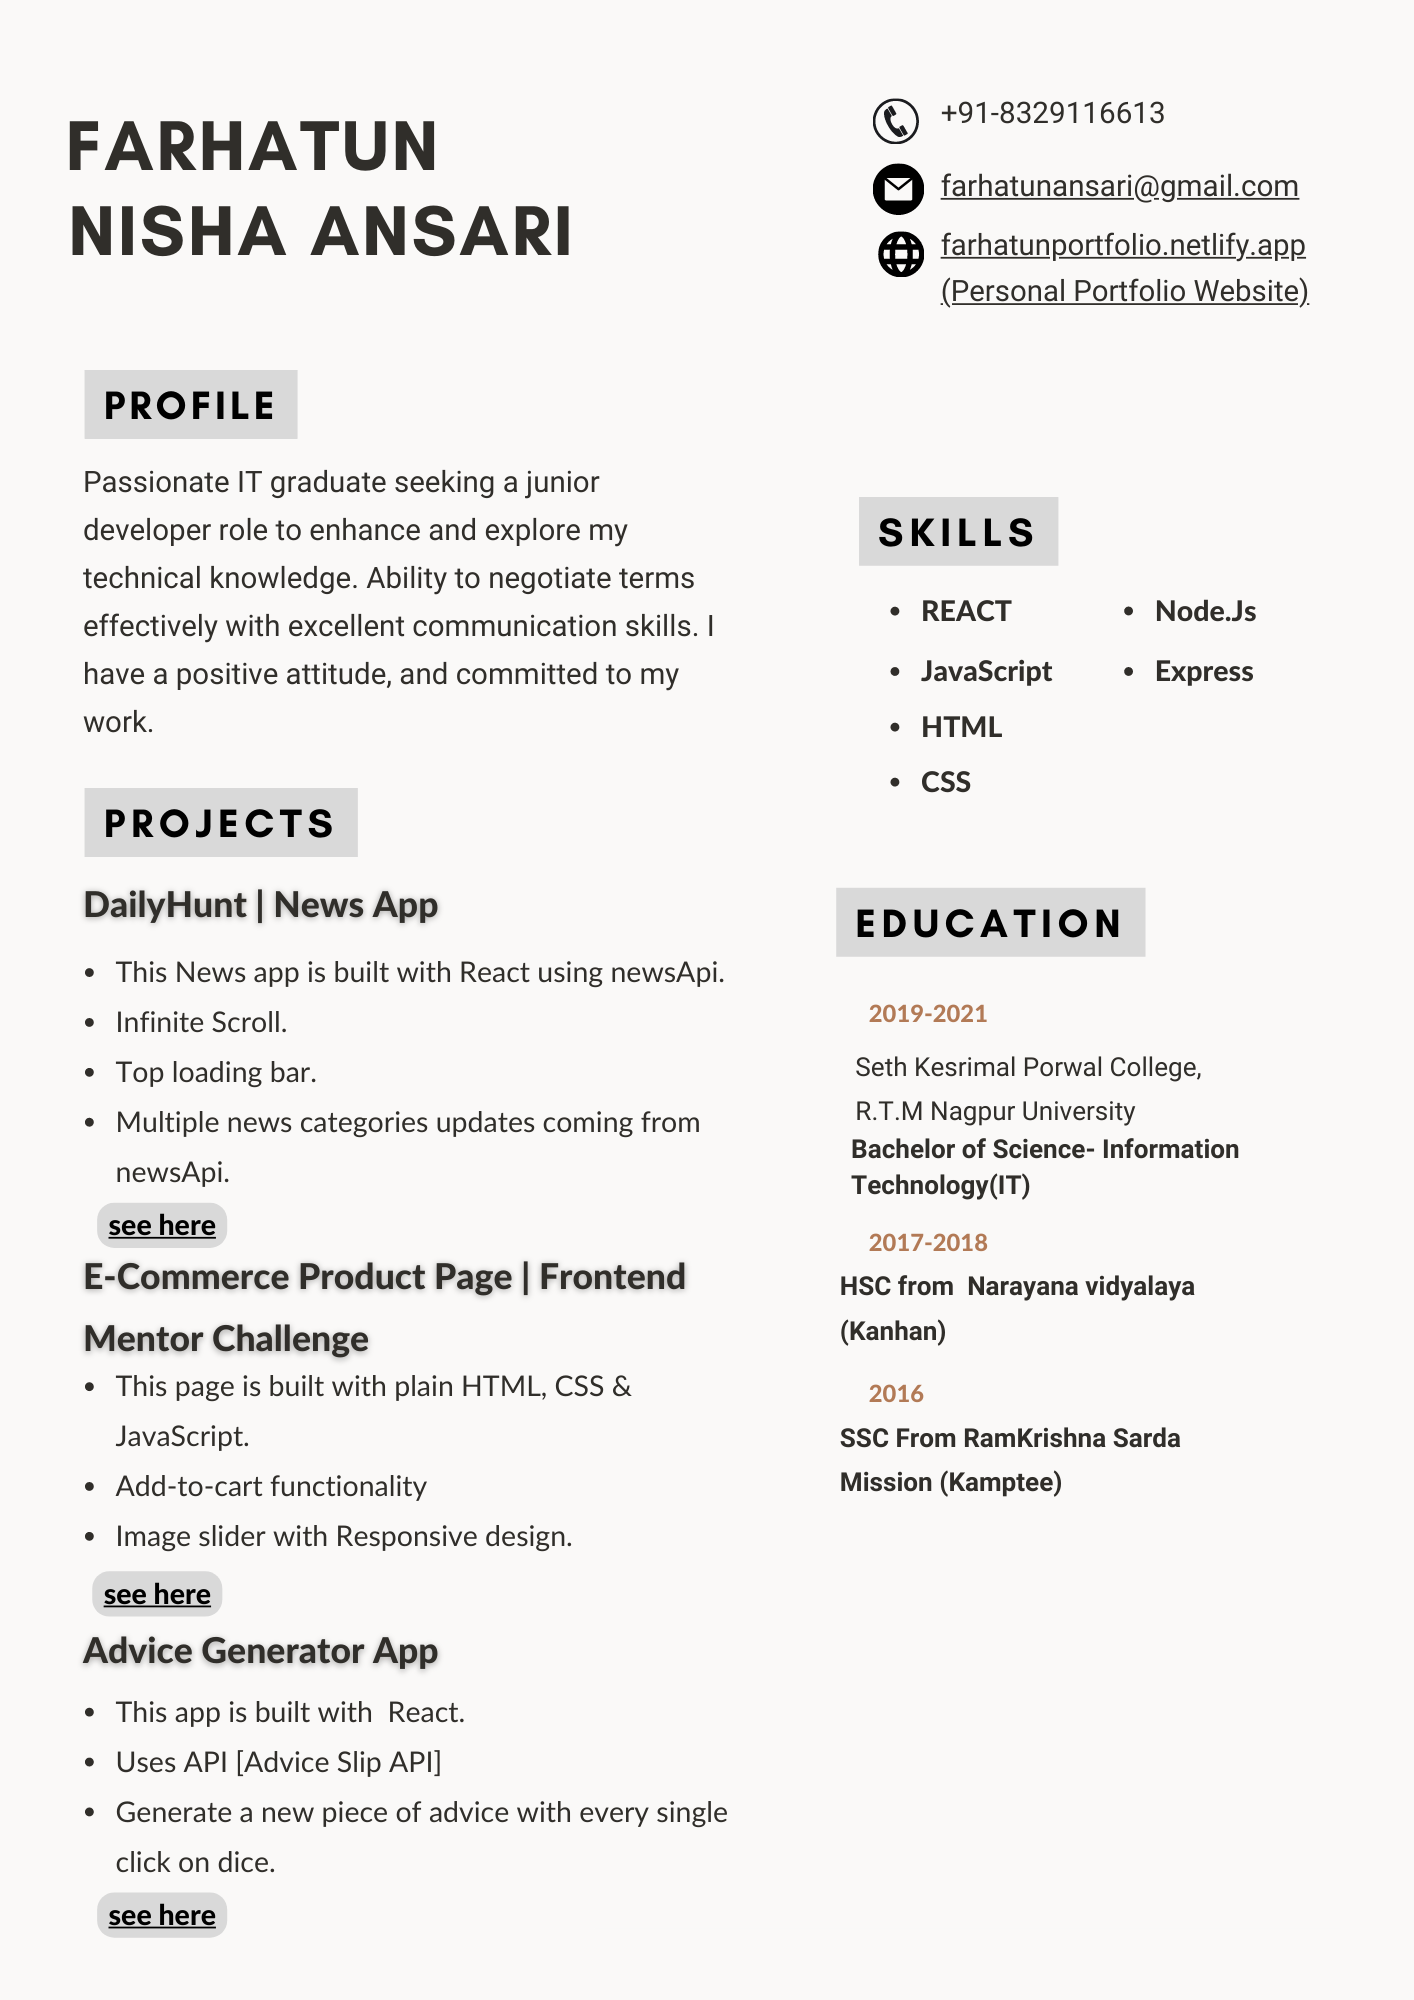 FARHATUN
NISHA ANSARI
+91-8329116613
farhatunansari@gmail.com
farhatunportfolio.netlify.app
(Personal Portfolio Website)
PROFILE
Passionate IT graduate seeking a junior
developer role to enhance and explore my
technical knowledge. Ability to negotiate terms
effectively with excellent communication skills. I
have a positive attitude, and committed to my
work.
PROJECTS
DailyHunt | News App
• This News app is built with React using newsApi.
• Infinite Scroll.
• Top loading bar.
• Multiple news categories updates coming from
newsApi.
see here
E-Commerce Product Page | Frontend
Mentor Challenge
• This page is built with plain HTML, CSS &
JavaScript.
• Add-to-cart functionality
• Image slider with Responsive design.
see here
Advice Generator App
• This app is built with  React.
• Uses API [Advice Slip API]
• Generate a new piece of advice with every single
click on dice.
see here
SKILLS
• REACT
• JavaScript
• HTML
• CSS
• Node.Js
• Express
EDUCATION
2019-2021
Seth Kesrimal Porwal College,
R.T.M Nagpur University
Bachelor of Science- Information
Technology(IT)
2017-2018
HSC from  Narayana vidyalaya
(Kanhan)
2016
SSC From RamKrishna Sarda
Mission (Kamptee)